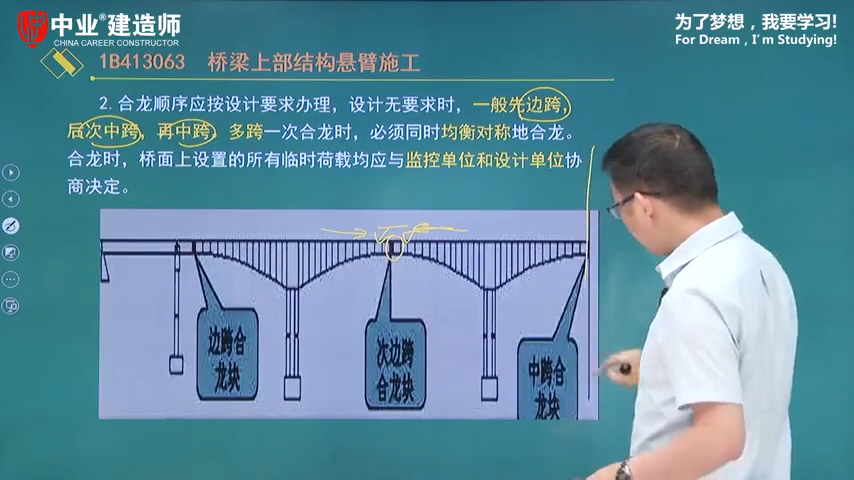 中业®建造师
CHINA CAREER CONSTRUCTOR
为了梦想，我要学习!
For Dream , I'm Studying!
1B413063 桥梁上部结构悬臂施工
2. 合龙顺序应按设计要求办理，设计无要求时，一般先边跨，
后次中跨，再中跨。多跨一次合龙时，必须同时均衡对称地合龙。
合龙时，桥面上设置的所有临时荷载均应与监控单位和设计单位协
商决定。
边跨合
龙块
次边跨
合龙块
中跨合
龙块